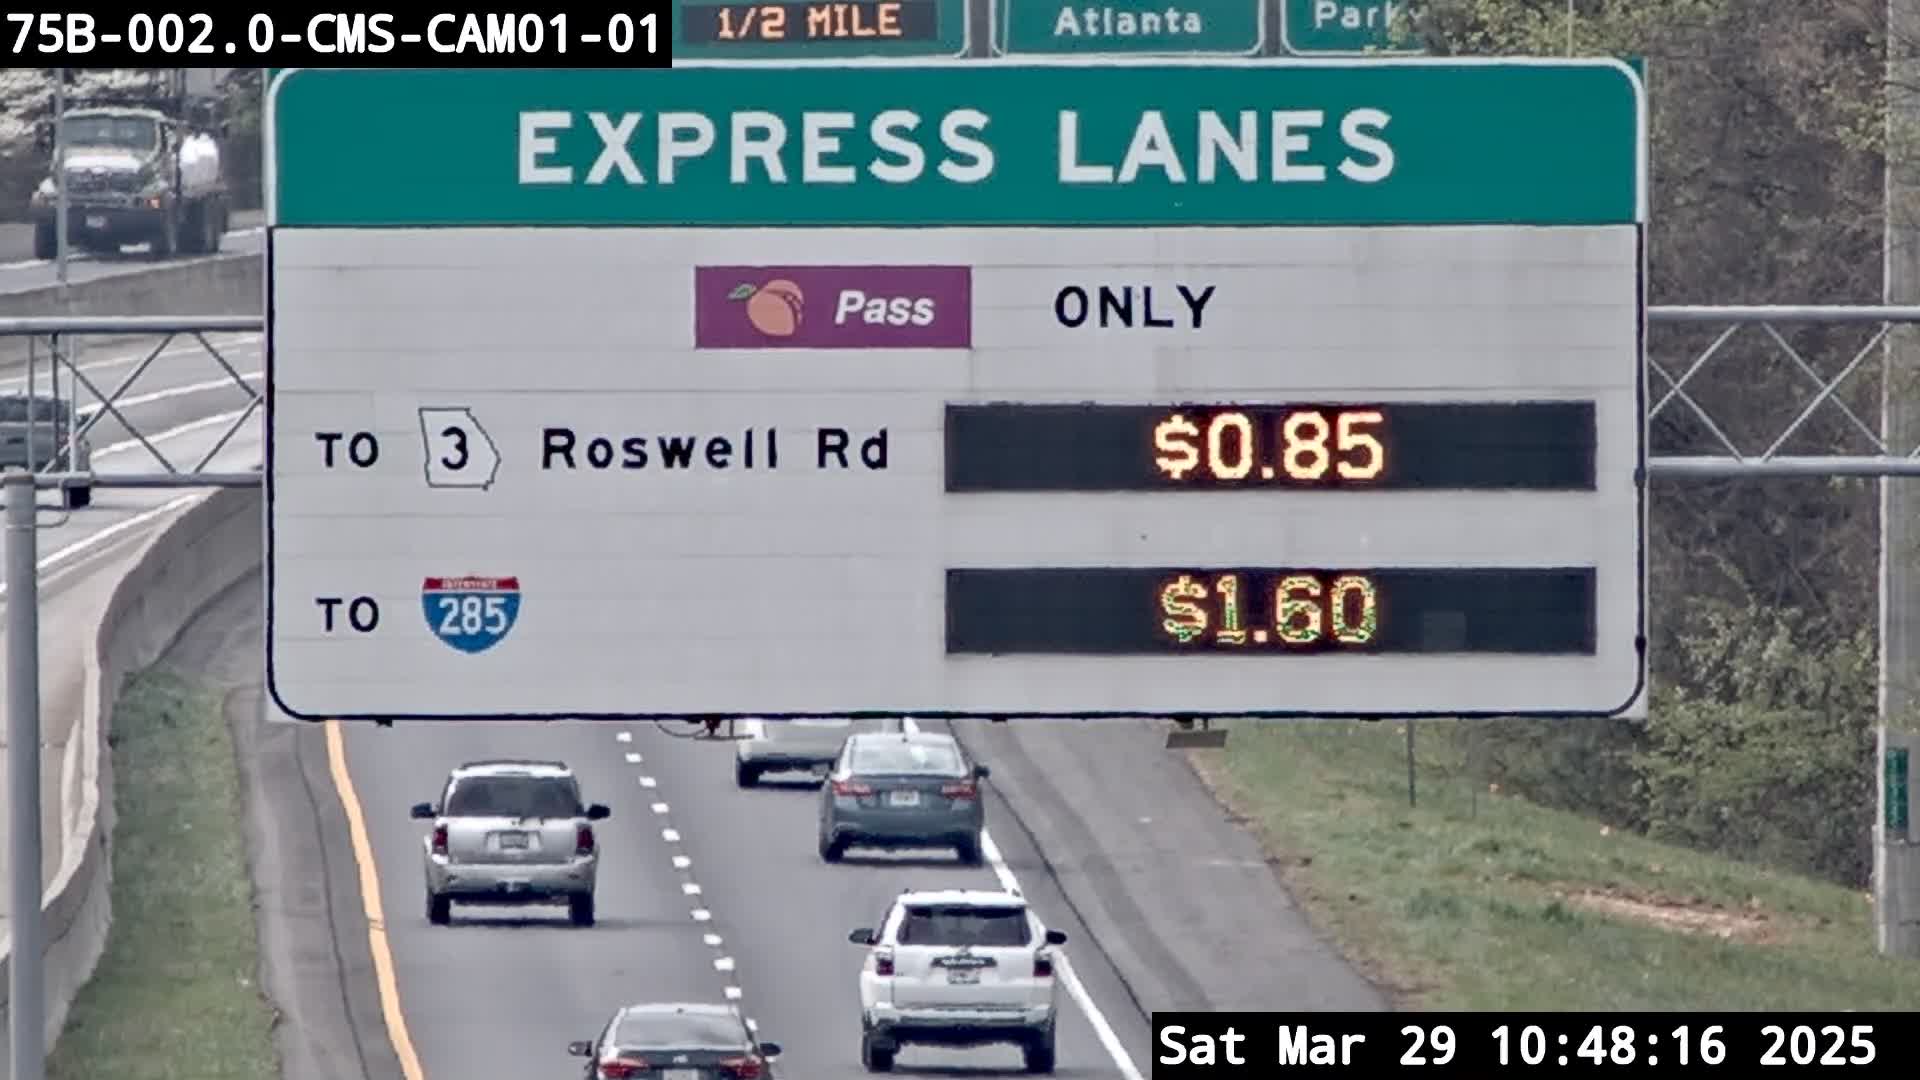 75B-002.0-CMS-CAM01-01
1/2 MILE
Atlanta
EXPRESS LANES
Pass ONLY
TO 3 Roswell Rd $0.85
TO INTERSTATE 285 $1.60
Sat Mar 29 10:48:16 2025